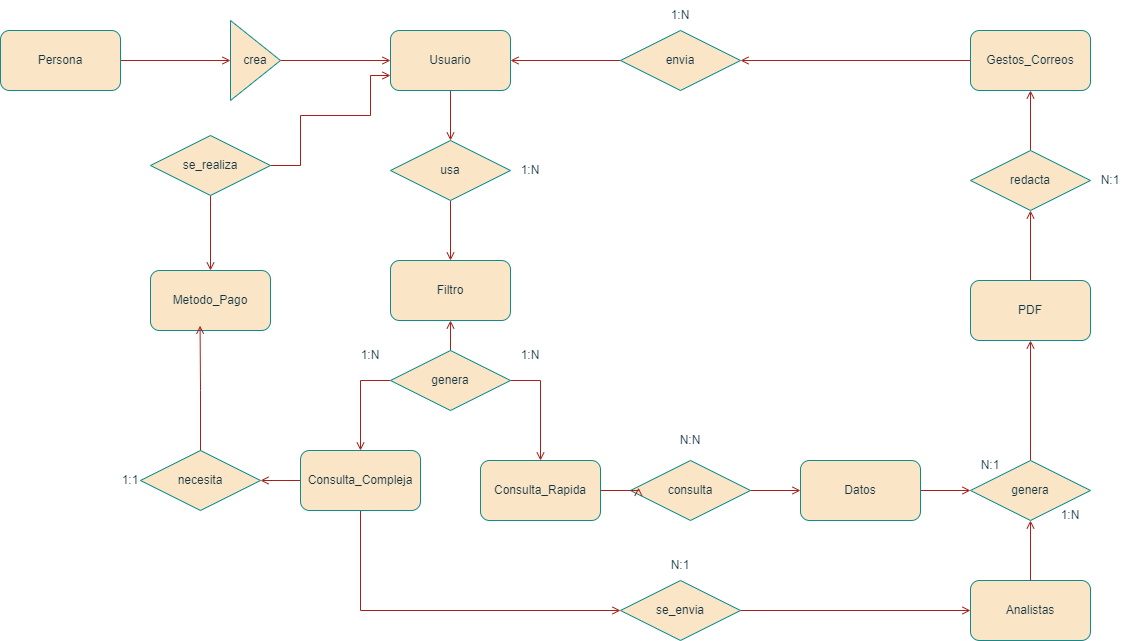 1:N
Persona
crea
Usuario
envia
Gestos_Correos
se_realiza
usa
1:N
redacta
N:1
Metodo_Pago
Filtro
PDF
1:N
1:N
genera
N:N
1:1
necesita
Consulta_Compleja
Consulta_Rapida
consulta
Datos
N:1
genera
1:N
N:1
se_envia
Analistas